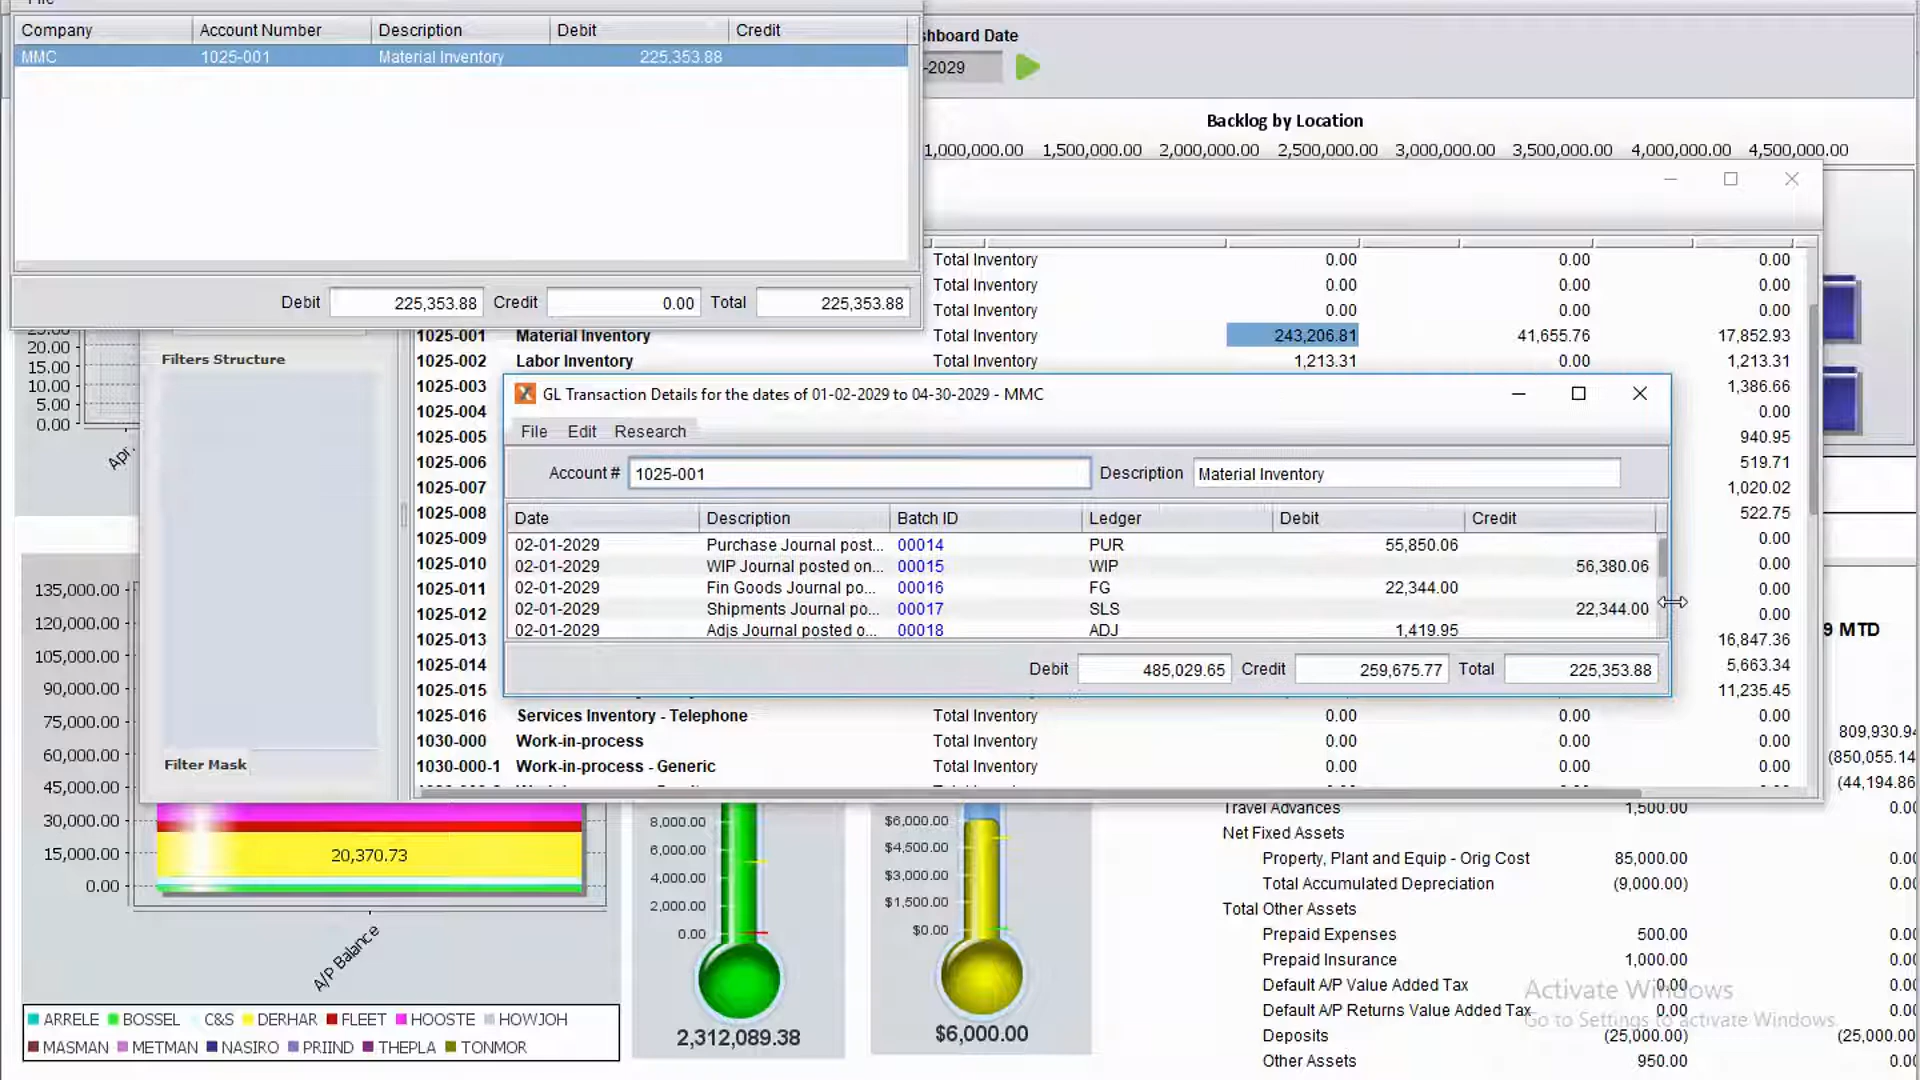 File
Company Account Number Description Debit Credit
MMC 1025-001 Material Inventory 225,353.88
Debit 225,353.88 Credit 0.00 Total 225,353.88
shboard Date
-2029
Backlog by Location
1,000,000.00 1,500,000.00 2,000,000.00 2,500,000.00 3,000,000.00 3,500,000.00 4,000,000.00 4,500,000.00
Total Inventory 0.00 0.00 0.00
Total Inventory 0.00 0.00 0.00
Total Inventory 0.00 0.00 0.00
1025-001 Material Inventory Total Inventory 243,206.81 41,655.76 17,852.93
1025-002 Labor Inventory Total Inventory 1,213.31 0.00 1,213.31
1025-003 1,386.66
1025-004 0.00
1025-005 940.95
1025-006 519.71
1025-007 1,020.02
1025-008 522.75
1025-009 0.00
1025-010 0.00
1025-011 0.00
1025-012 0.00
1025-013 16,847.36
1025-014 5,663.34
1025-015 11,235.45
1025-016 Services Inventory - Telephone Total Inventory 0.00 0.00 0.00
1030-000 Work-in-process Total Inventory 0.00 0.00 0.00
1030-000-1 Work-in-process - Generic Total Inventory 0.00 0.00 0.00
Filters Structure
Filter Mask
GL Transaction Details for the dates of 01-02-2029 to 04-30-2029 - MMC
File Edit Research
Account # 1025-001 Description Material Inventory
Date Description Batch ID Ledger Debit Credit
02-01-2029 Purchase Journal post... 00014 PUR 55,850.06
02-01-2029 WIP Journal posted on... 00015 WIP 56,380.06
02-01-2029 Fin Goods Journal po... 00016 FG 22,344.00
02-01-2029 Shipments Journal po... 00017 SLS 22,344.00
02-01-2029 Adjs Journal posted o... 00018 ADJ 1,419.95
Debit 485,029.65 Credit 259,675.77 Total 225,353.88
25.00
20.00
15.00
10.00
5.00
0.00
Apr.
135,000.00
120,000.00
105,000.00
90,000.00
75,000.00
60,000.00
45,000.00
30,000.00
15,000.00
0.00
20,370.73
A/P Balance
ARRELE BOSSEL C&S DERHAR FLEET HOOSTE HOWJOH
MASMAN METMAN NASIRO PRIIND THEPLA TONMOR
8,000.00
6,000.00
4,000.00
2,000.00
0.00
2,312,089.38
$6,000.00
$4,500.00
$3,000.00
$1,500.00
$0.00
$6,000.00
9 MTD
809,930.94
(850,055.14
(44,194.86
Travel Advances 1,500.00 0.00
Net Fixed Assets
Property, Plant and Equip - Orig Cost 85,000.00 0.00
Total Accumulated Depreciation (9,000.00) 0.00
Total Other Assets
Prepaid Expenses 500.00 0.00
Prepaid Insurance 1,000.00 0.00
Default A/P Value Added Tax 0.00 0.00
Default A/P Returns Value Added Tax 0.00 0.00
Deposits (25,000.00) (25,000.00
Other Assets 950.00 0.00
Activate Windows
Go to Settings to activate Windows.